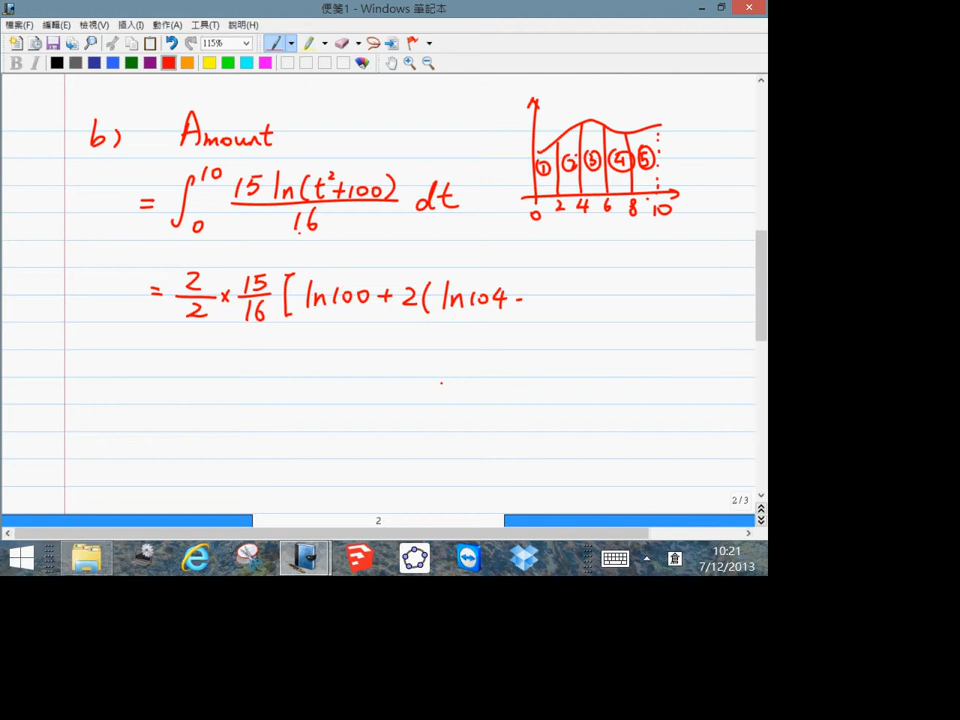 便箋1 - Windows 筆記本
檔案(F) 編輯(E) 檢視(V) 插入(I) 動作(A) 工具(T) 說明(H)
115%
B I
b) Amount
= ∫₀¹⁰ 15 ln(t²+100) / 16 dt
① ② ③ ④ ⑤
0 2 4 6 8 10
= 2/2 × 15/16 [ ln100 + 2( ln104 -
2/3
2
倉
10:21
7/12/2013